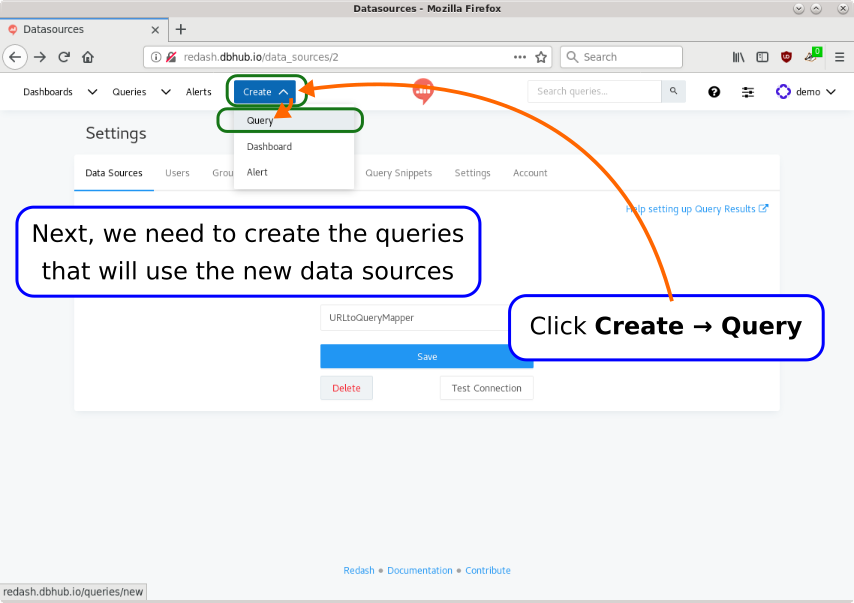 Datasources - Mozilla Firefox
Datasources
redash.dbhub.io/data_sources/2
Search
0
Dashboards Queries Alerts Create Search queries... demo
Query
Dashboard
Alert
Settings
Data Sources Users Grou Query Snippets Settings Account
Help setting up Query Results
Next, we need to create the queries
that will use the new data sources
URLtoQueryMapper
Click Create → Query
Save
Delete Test Connection
Redash • Documentation • Contribute
redash.dbhub.io/queries/new